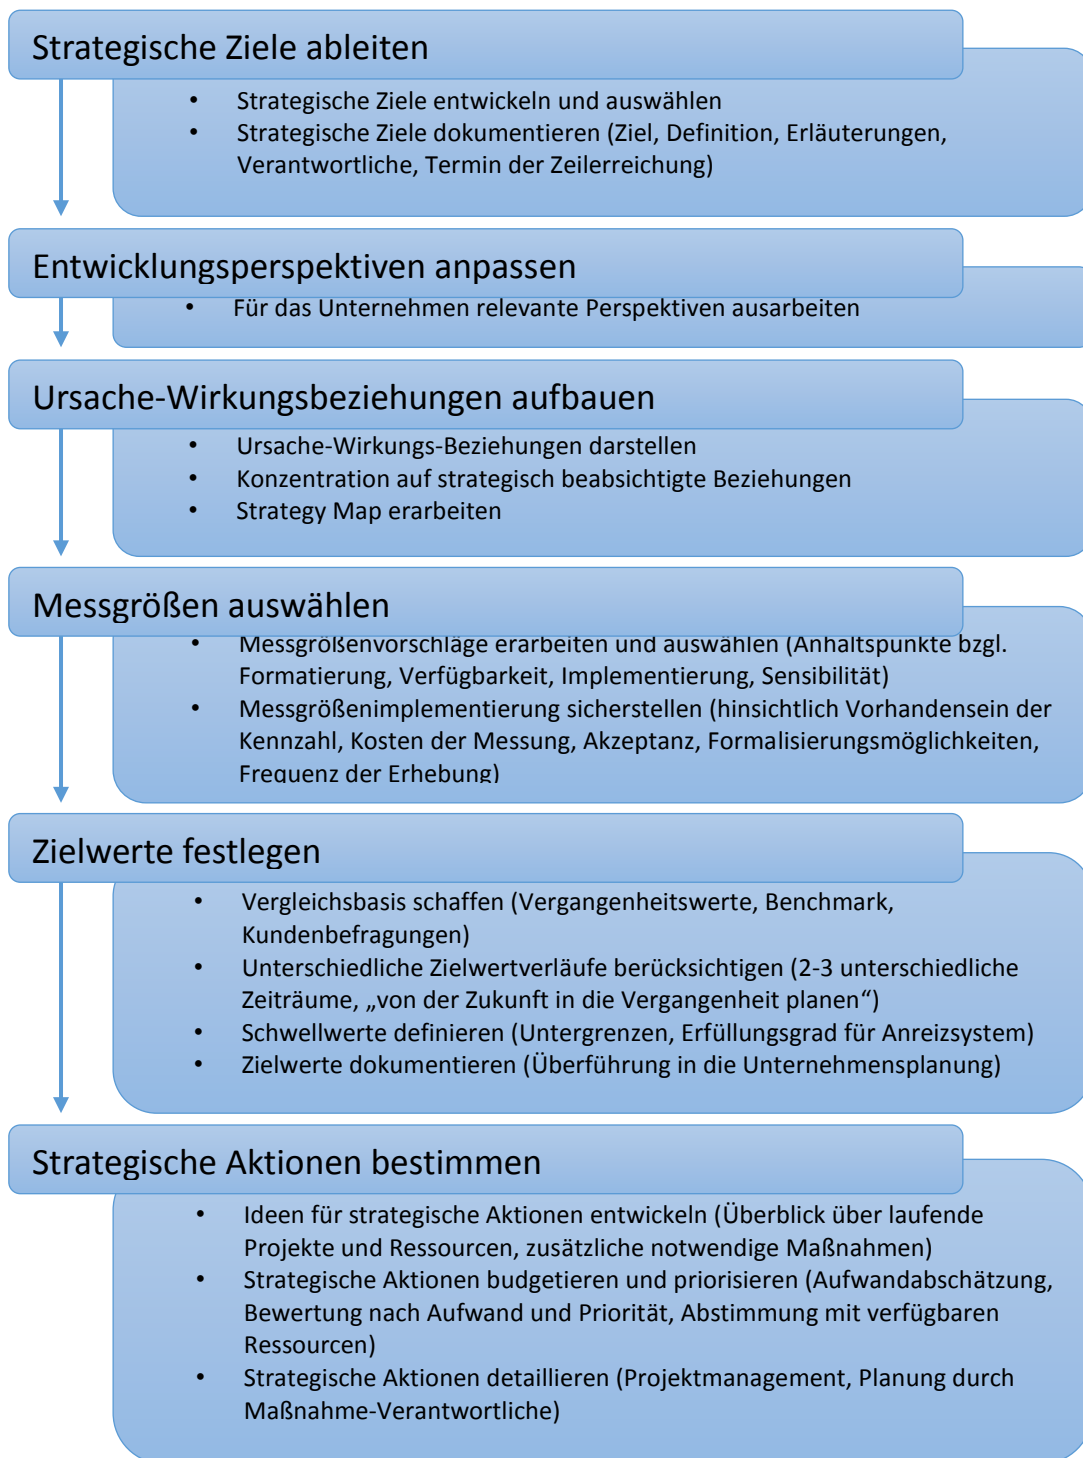 Strategische Ziele ableiten
• Strategische Ziele entwickeln und auswählen
• Strategische Ziele dokumentieren (Ziel, Definition, Erläuterungen,
Verantwortliche, Termin der Zeilerreichung)
Entwicklungsperspektiven anpassen
• Für das Unternehmen relevante Perspektiven ausarbeiten
Ursache-Wirkungsbeziehungen aufbauen
• Ursache-Wirkungs-Beziehungen darstellen
• Konzentration auf strategisch beabsichtigte Beziehungen
• Strategy Map erarbeiten
Messgrößen auswählen
• Messgrößenvorschläge erarbeiten und auswählen (Anhaltspunkte bzgl.
Formatierung, Verfügbarkeit, Implementierung, Sensibilität)
• Messgrößenimplementierung sicherstellen (hinsichtlich Vorhandensein der
Kennzahl, Kosten der Messung, Akzeptanz, Formalisierungsmöglichkeiten,
Frequenz der Erhebung)
Zielwerte festlegen
• Vergleichsbasis schaffen (Vergangenheitswerte, Benchmark,
Kundenbefragungen)
• Unterschiedliche Zielwertverläufe berücksichtigen (2-3 unterschiedliche
Zeiträume, „von der Zukunft in die Vergangenheit planen“)
• Schwellwerte definieren (Untergrenzen, Erfüllungsgrad für Anreizsystem)
• Zielwerte dokumentieren (Überführung in die Unternehmensplanung)
Strategische Aktionen bestimmen
• Ideen für strategische Aktionen entwickeln (Überblick über laufende
Projekte und Ressourcen, zusätzliche notwendige Maßnahmen)
• Strategische Aktionen budgetieren und priorisieren (Aufwandabschätzung,
Bewertung nach Aufwand und Priorität, Abstimmung mit verfügbaren
Ressourcen)
• Strategische Aktionen detaillieren (Projektmanagement, Planung durch
Maßnahme-Verantwortliche)